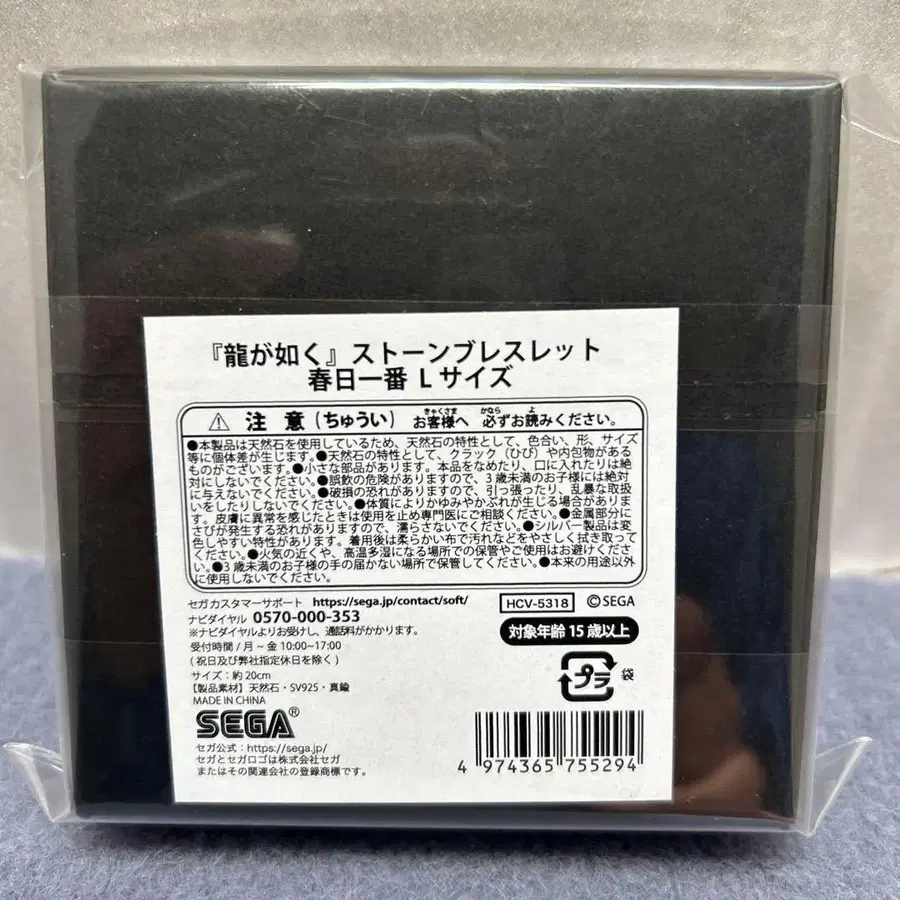 『龍が如く』ストーンブレスレット
春日一番 Lサイズ
注 意 (ちゅうい) お客様へ 必ずお読みください。
きゃくさま かなら よ
●本製品は天然石を使用しているため、天然石の特性として、色合い、形、サイズ
等に個体差が生じます。●天然石の特性として、クラック(ひび)や内包物がある
ものがございます。●小さな部品があります。本品をなめたり、口に入れたりは絶
対にしないでください。●誤飲の危険がありますので、3歳未満のお子様には絶対
に与えないでください。●破損の恐れがありますので、引っ張ったり、乱暴な取扱
いをしたりしないでください。●体質によりかゆみやかぶれが生じる場合がありま
す。皮膚に異常を感じたときは使用を止め専門医にご相談ください。●金属部分に
さびが発生する恐れがありますので、濡らさないでください。●シルバー製品は変
色しやすい特性があります。着用後は柔らかい布で汚れなどをやさしく拭き取って
ください。●火気の近くや、高温多湿になる場所での保管やご使用はお避けくださ
い。●3歳未満のお子様の手の届かない場所で保管してください。●本来の用途以外
に使用しないでください。
セガカスタマーサポート https://sega.jp/contact/soft/
ナビダイヤル 0570-000-353
※ナビダイヤルよりお受けし、通話料がかかります。
受付時間/月~金 10:00~17:00
(祝日及び弊社指定休日を除く)
サイズ:約20cm
【製品素材】天然石・SV925・真鍮
MADE IN CHINA
SEGA®
セガ公式:https://sega.jp/
セガとセガロゴは株式会社セガ
またはその関連会社の登録商標です。
HCV-5318 ©SEGA
対象年齢15歳以上
プラ 袋
4 974365 755294